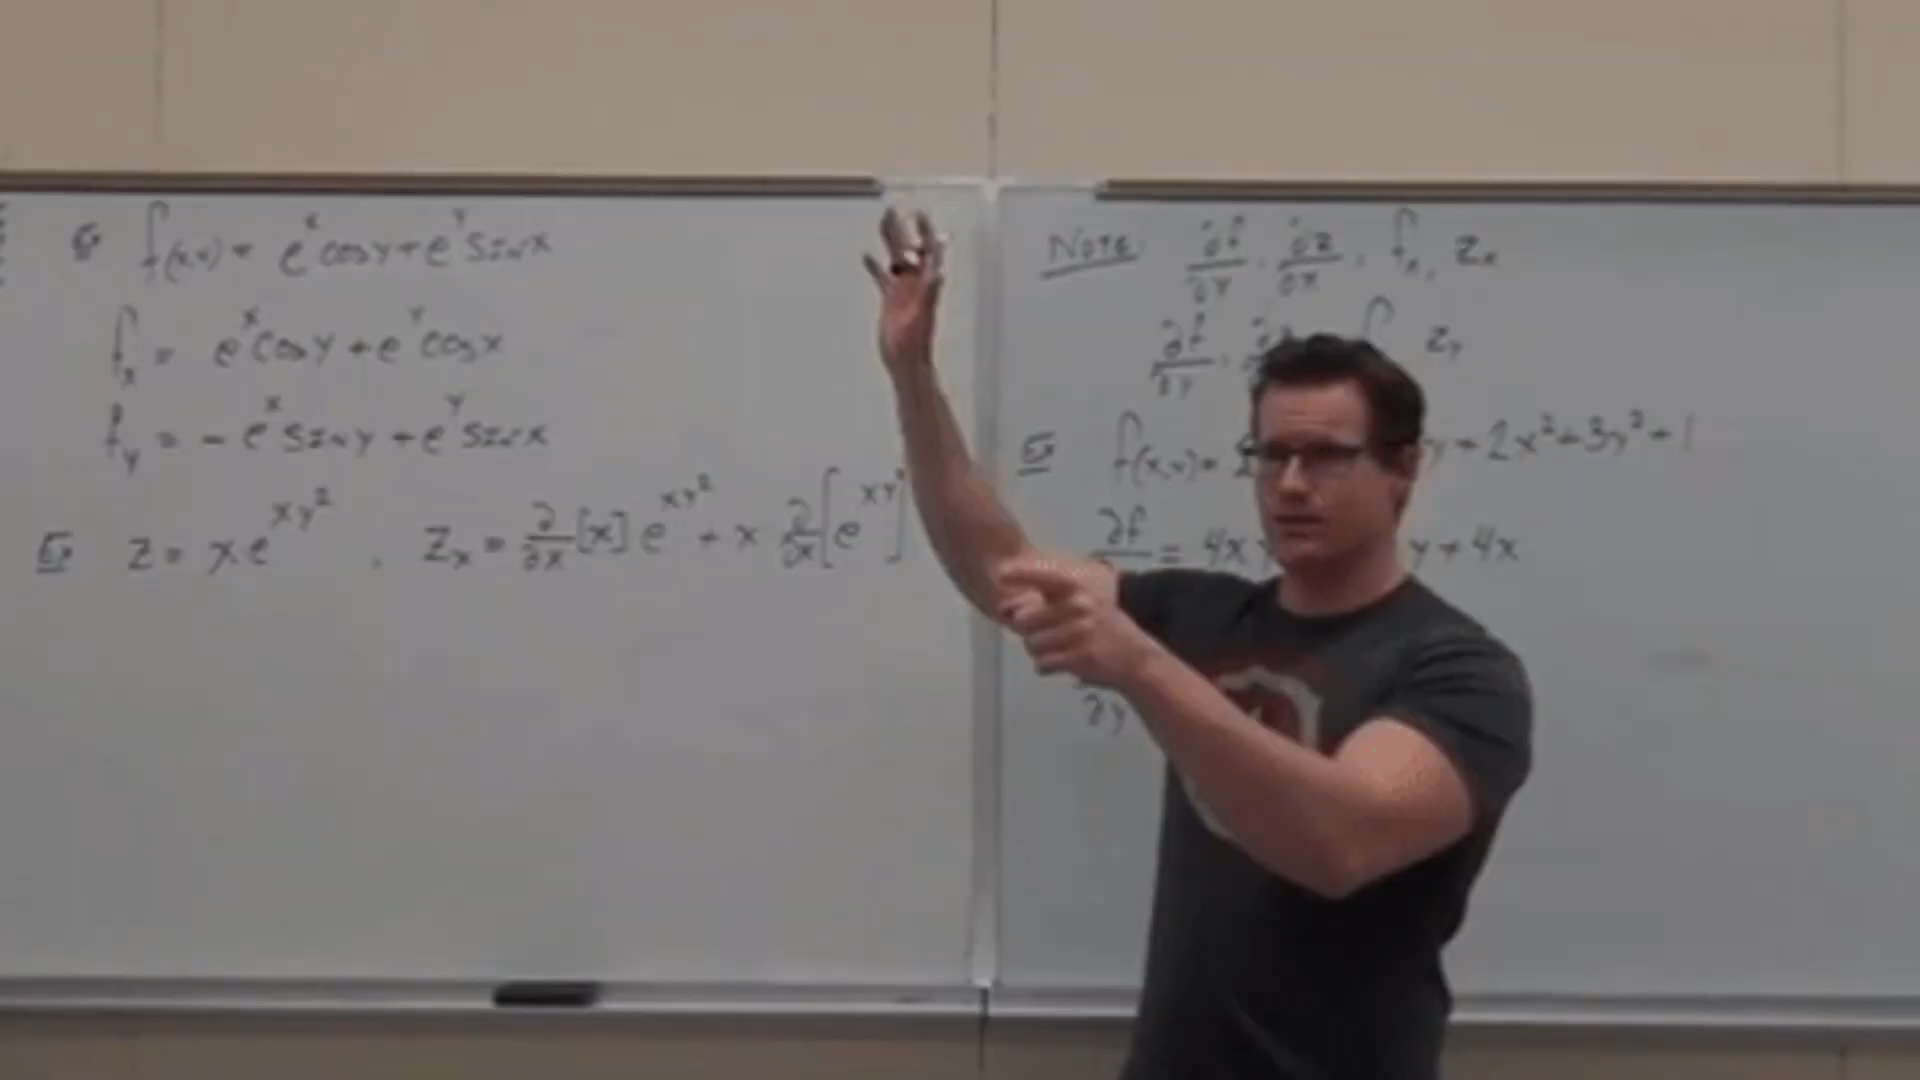 Ex f(x,y) = e^x cos y + e^y sin x
f_x = e^x cos y + e^y cos x
f_y = - e^x sin y + e^y sin x
Ex z = x e^{xy^2} , z_x = ∂/∂x [x] e^{xy^2} + x ∂/∂x [e^{xy^2}]
NOTE: ∂f/∂x , ∂z/∂x , f_x , z_x
∂f/∂y , f z_y
Ex f(x,y) = y + 2x^2 + 3y^2 + 1
∂f = 4x y + 4x
∂y